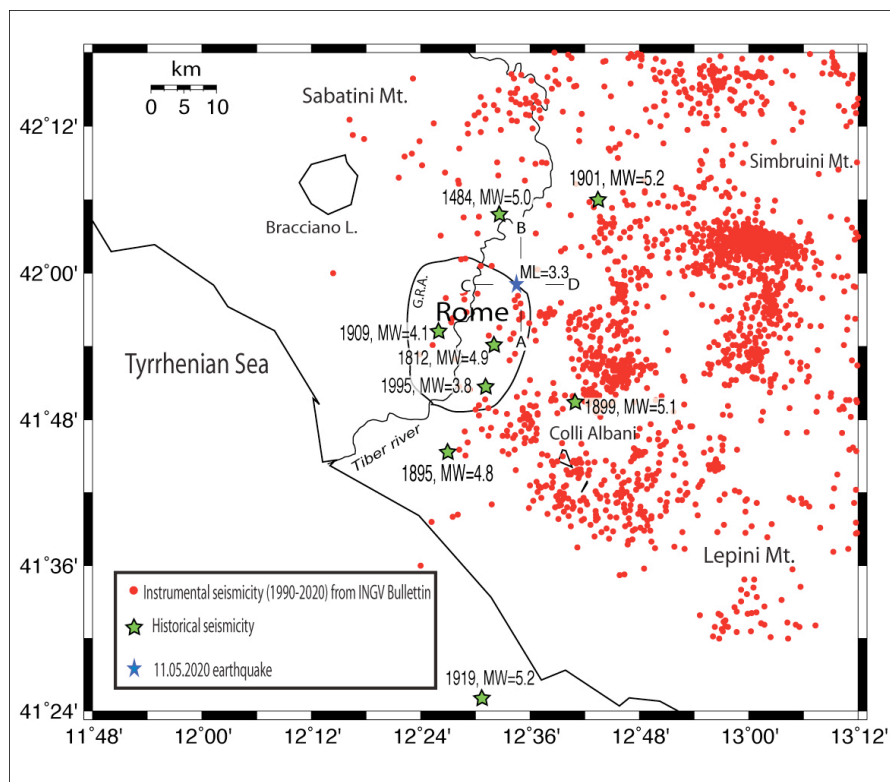 km
0 5 10
Sabatini Mt.
42°12'
Simbruini Mt.
1901, MW=5.2
1484, MW=5.0
Bracciano L.
B
42°00'
ML=3.3
C
D
G.R.A.
Rome
1909, MW=4.1
A
1812, MW=4.9
Tyrrhenian Sea
1995, MW=3.8
41°48'
1899, MW=5.1
Colli Albani
Tiber river
1895, MW=4.8
41°36'
Lepini Mt.
Instrumental seismicity (1990-2020) from INGV Bullettin
Historical seismicity
11.05.2020 earthquake
1919, MW=5.2
41°24'
11°48' 12°00' 12°12' 12°24' 12°36' 12°48' 13°00' 13°12'